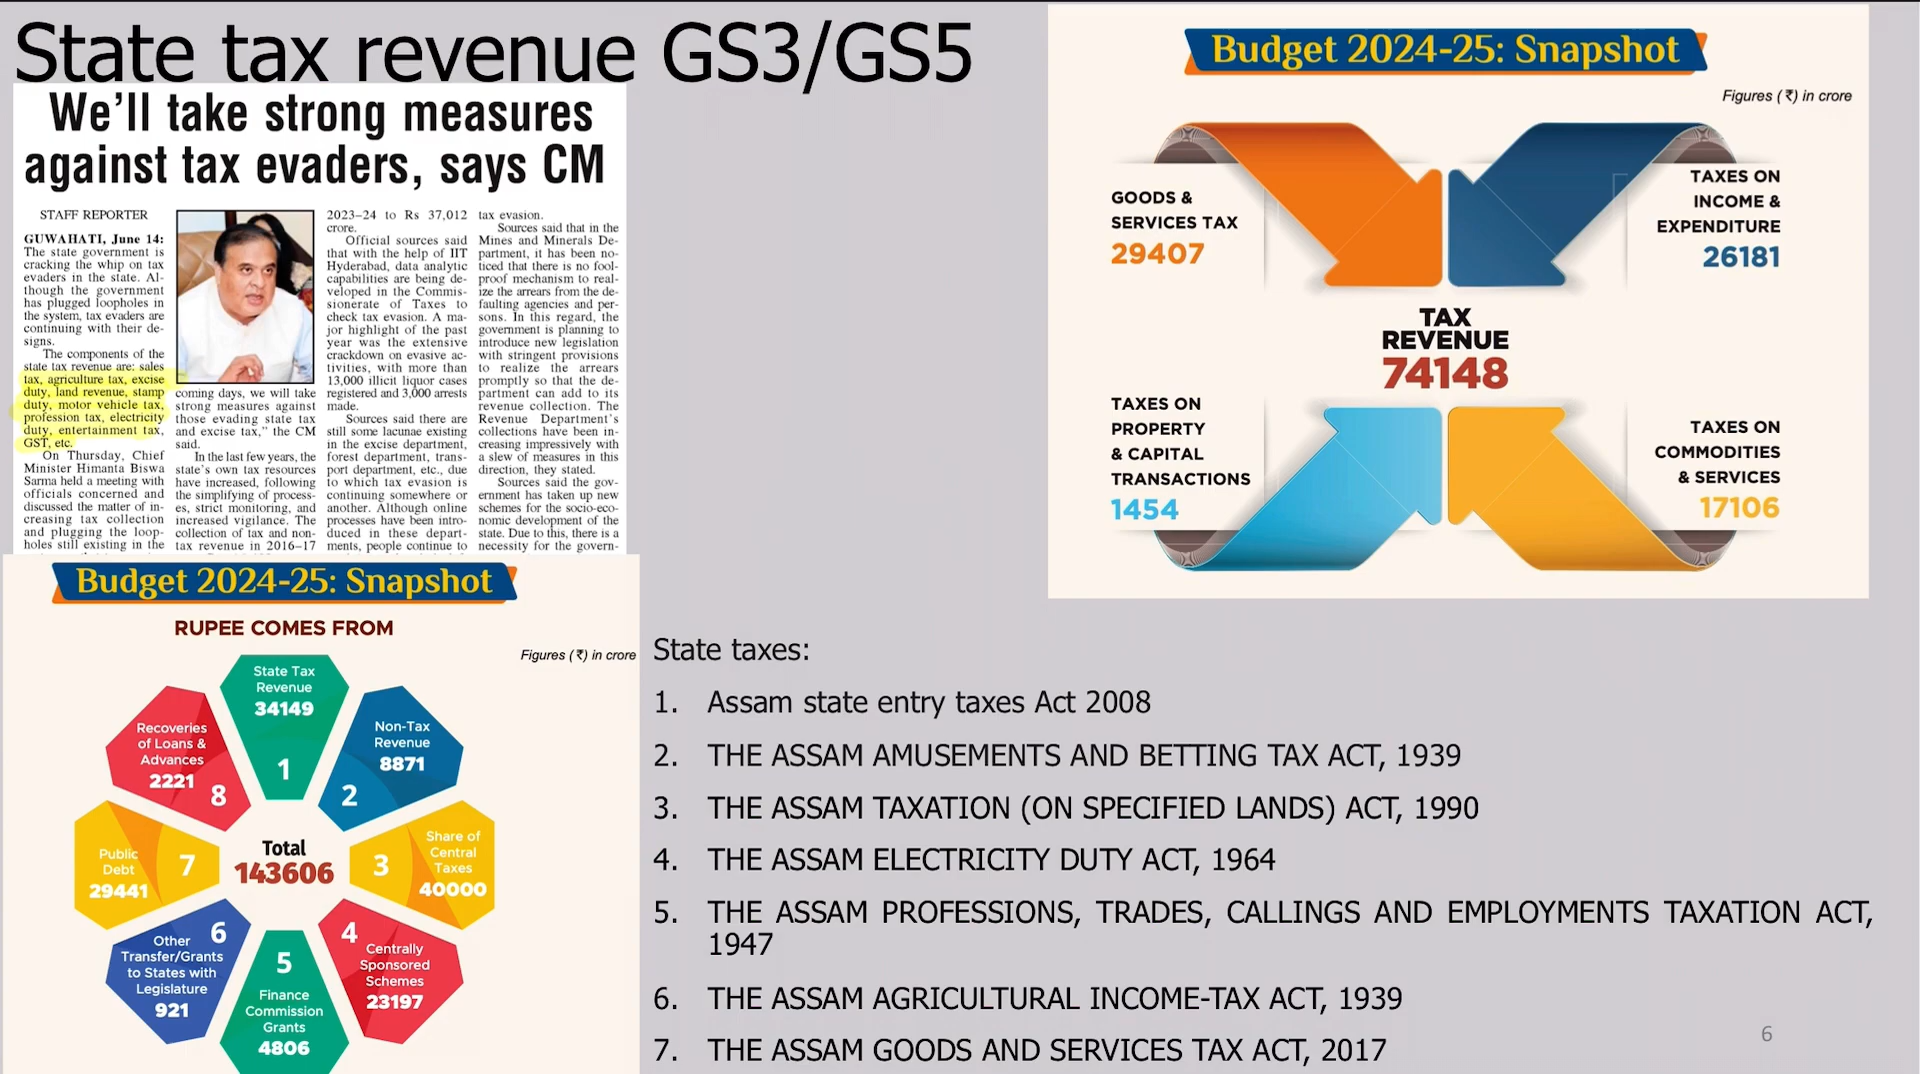 State tax revenue GS3/GS5
We'll take strong measures
against tax evaders, says CM
STAFF REPORTER
GUWAHATI, June 14:
The state government is
cracking the whip on tax
evaders in the state. Al-
though the government
has plugged loopholes in
the system, tax evaders are
continuing with their de-
signs.
The components of the
state tax revenue are: sales
tax, agriculture tax, excise
duty, land revenue, stamp
duty, motor vehicle tax,
profession tax, electricity
duty, entertainment tax,
GST, etc.
On Thursday, Chief
Minister Himanta Biswa
Sarma held a meeting with
officials concerned and
discussed the matter of in-
creasing tax collection
and plugging the loop-
holes still existing in the
coming days, we will take
strong measures against
those evading state tax
and excise tax," the CM
said.
In the last few years, the
state's own tax resources
have increased, following
the simplifying of process-
es, strict monitoring, and
increased vigilance. The
collection of tax and non-
tax revenue in 2016–17
2023–24 to Rs 37,012
crore.
Official sources said
that with the help of IIT
Hyderabad, data analytic
capabilities are being de-
veloped in the Commis-
sionerate of Taxes to
check tax evasion. A ma-
jor highlight of the past
year was the extensive
crackdown on evasive ac-
tivities, with more than
13,000 illicit liquor cases
registered and 3,000 arrests
made.
Sources said there are
still some lacunae existing
in the excise department,
forest department, trans-
port department, etc., due
to which tax evasion is
continuing somewhere or
another. Although online
processes have been intro-
duced in these depart-
ments, people continue to
tax evasion.
Sources said that in the
Mines and Minerals De-
partment, it has been no-
ticed that there is no fool-
proof mechanism to real-
ize the arrears from the de-
faulting agencies and per-
sons. In this regard, the
government is planning to
introduce new legislation
with stringent provisions
to realize the arrears
promptly so that the de-
partment can add to its
revenue collection. The
Revenue Department's
collections have been in-
creasing impressively with
a slew of measures in this
direction, they stated.
Sources said the gov-
ernment has taken up new
schemes for the socio-eco-
nomic development of the
state. Due to this, there is a
necessity for the govern-
Budget 2024-25: Snapshot
Figures (₹) in crore
GOODS &
SERVICES TAX
29407
TAXES ON
INCOME &
EXPENDITURE
26181
TAX
REVENUE
74148
TAXES ON
PROPERTY
& CAPITAL
TRANSACTIONS
1454
TAXES ON
COMMODITIES
& SERVICES
17106
Budget 2024-25: Snapshot
RUPEE COMES FROM
Figures (₹) in crore
State Tax
Revenue
34149
1
Non-Tax
Revenue
8871
2
Share of
Central
Taxes
40000
3
4
Centrally
Sponsored
Schemes
23197
5
Finance
Commission
Grants
4806
6
Other
Transfer/Grants
to States with
Legislature
921
Public
Debt
29441
7
Recoveries
of Loans &
Advances
2221
8
Total
143606
State taxes:
1. Assam state entry taxes Act 2008
2. THE ASSAM AMUSEMENTS AND BETTING TAX ACT, 1939
3. THE ASSAM TAXATION (ON SPECIFIED LANDS) ACT, 1990
4. THE ASSAM ELECTRICITY DUTY ACT, 1964
5. THE ASSAM PROFESSIONS, TRADES, CALLINGS AND EMPLOYMENTS TAXATION ACT,
1947
6. THE ASSAM AGRICULTURAL INCOME-TAX ACT, 1939
7. THE ASSAM GOODS AND SERVICES TAX ACT, 2017
6